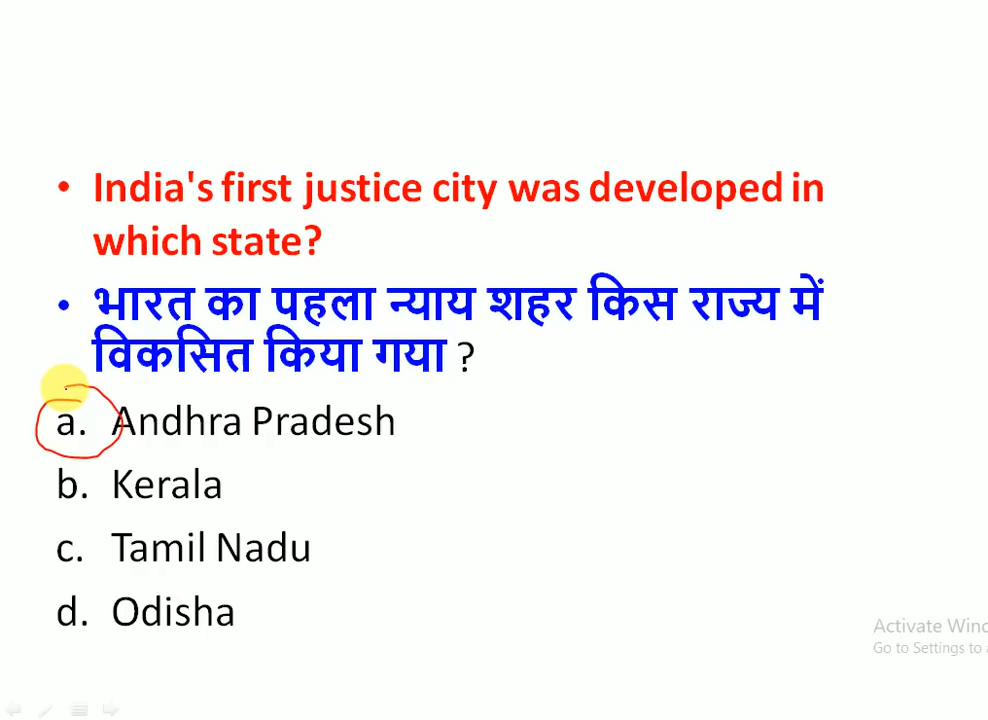 • India's first justice city was developed in
which state?
• भारत का पहला न्याय शहर किस राज्य में
विकसित किया गया ?
a. Andhra Pradesh
b. Kerala
c. Tamil Nadu
d. Odisha
Activate Wind
Go to Settings to a